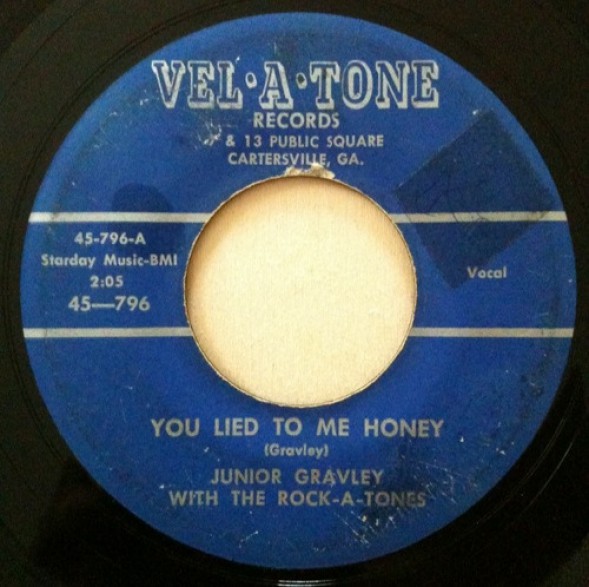 VEL·A·TONE
RECORDS
& 13 PUBLIC SQUARE
CARTERSVILLE, GA.
45-796-A
Starday Music-BMI
2:05
45—796
Vocal
YOU LIED TO ME HONEY
(Gravley)
JUNIOR GRAVLEY
WITH THE ROCK-A-TONES